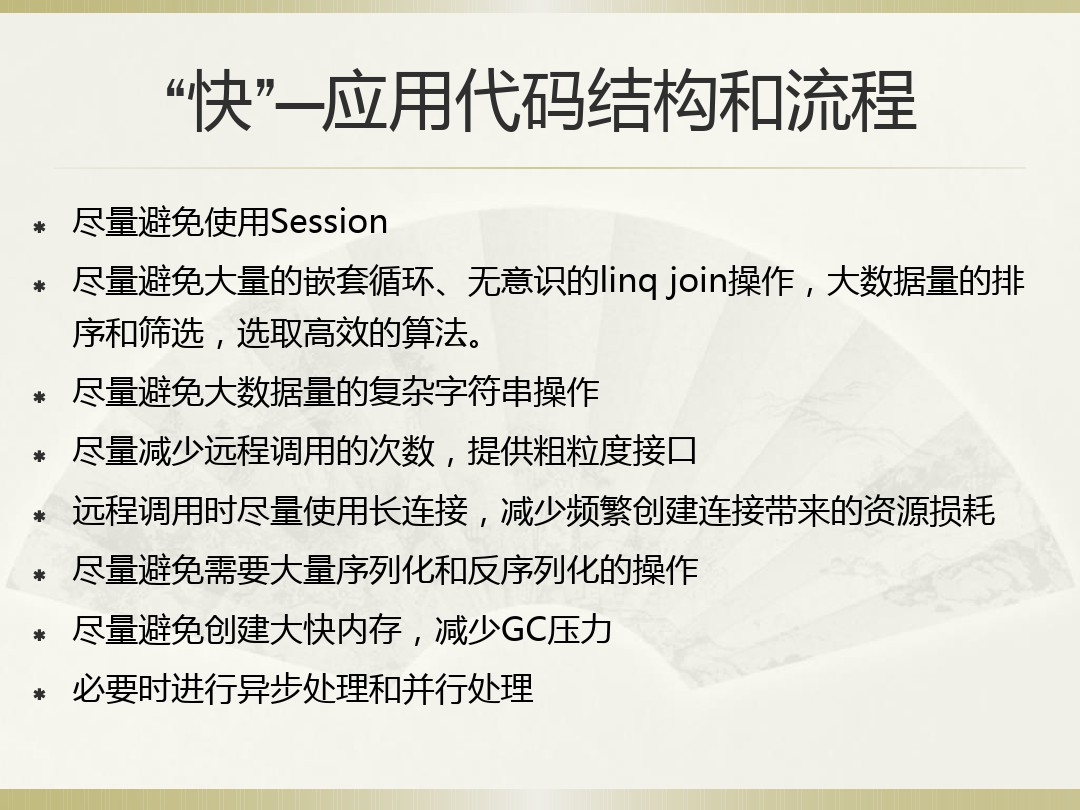 “快”—应用代码结构和流程
尽量避免使用Session
尽量避免大量的嵌套循环、无意识的linq join操作，大数据量的排
序和筛选，选取高效的算法。
尽量避免大数据量的复杂字符串操作
尽量减少远程调用的次数，提供粗粒度接口
远程调用时尽量使用长连接，减少频繁创建连接带来的资源损耗
尽量避免需要大量序列化和反序列化的操作
尽量避免创建大快内存，减少GC压力
必要时进行异步处理和并行处理